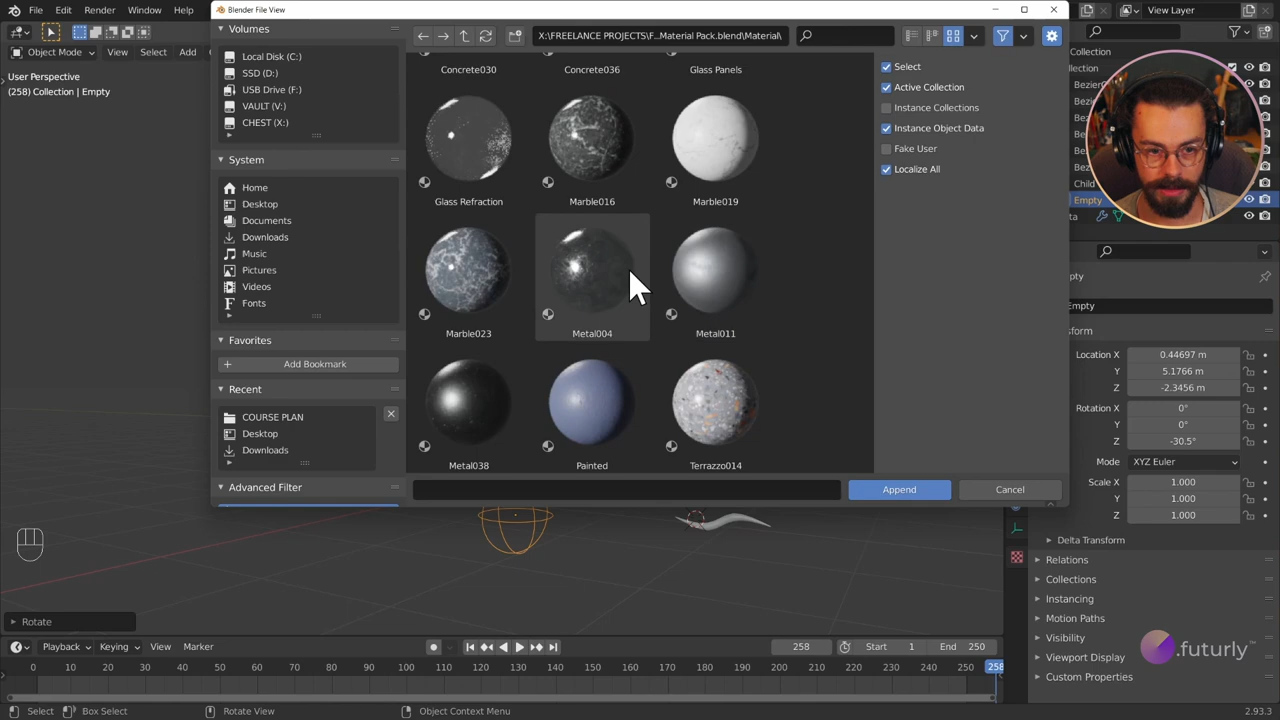 File Edit Render Window Help
Blender File View
View Layer
Object Mode View Select Add
User Perspective
(258) Collection | Empty
Volumes
Local Disk (C:)
SSD (D:)
USB Drive (F:)
VAULT (V:)
CHEST (X:)
System
Home
Desktop
Documents
Downloads
Music
Pictures
Videos
Fonts
Favorites
Add Bookmark
Recent
COURSE PLAN
Desktop
Downloads
Advanced Filter
X:\FREELANCE PROJECTS\F...Material Pack.blend\Material\
Concrete030 Concrete036 Glass Panels
Glass Refraction Marble016 Marble019
Marble023 Metal004 Metal011
Metal038 Painted Terrazzo014
Append Cancel
Select
Active Collection
Instance Collections
Instance Object Data
Fake User
Localize All
Collection
Child
Empty
Location X 0.44697 m
Y 5.1766 m
Z -2.3456 m
Rotation X 0°
Y 0°
Z -30.5°
Mode XYZ Euler
Scale X 1.000
Y 1.000
Z 1.000
Delta Transform
Relations
Collections
Instancing
Motion Paths
Visibility
Viewport Display
Custom Properties
.futurly™
Rotate
Playback Keying View Marker
258 Start 1 End 250
0 10 20 30 40 50 60 70 80 90 100 110 120 130 140 150 160 170 180 190 200 210 220 230 240 250 258
Select Box Select Rotate View Object Context Menu 2.93.3